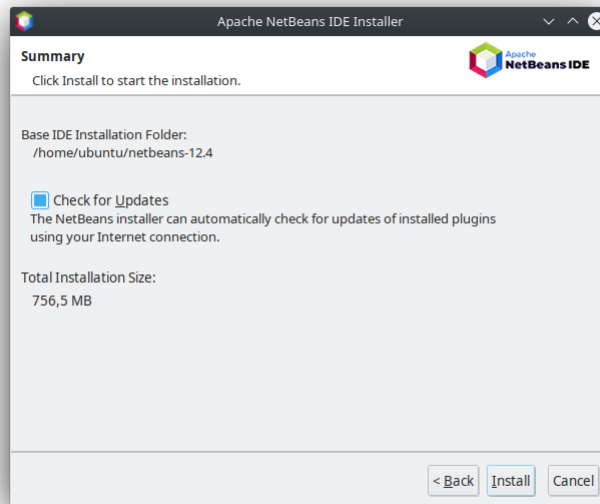 Apache NetBeans IDE Installer
Summary
Click Install to start the installation.
Apache
NetBeans IDE
Base IDE Installation Folder:
/home/ubuntu/netbeans-12.4
Check for Updates
The NetBeans installer can automatically check for updates of installed plugins
using your Internet connection.
Total Installation Size:
756,5 MB
< Back Install Cancel